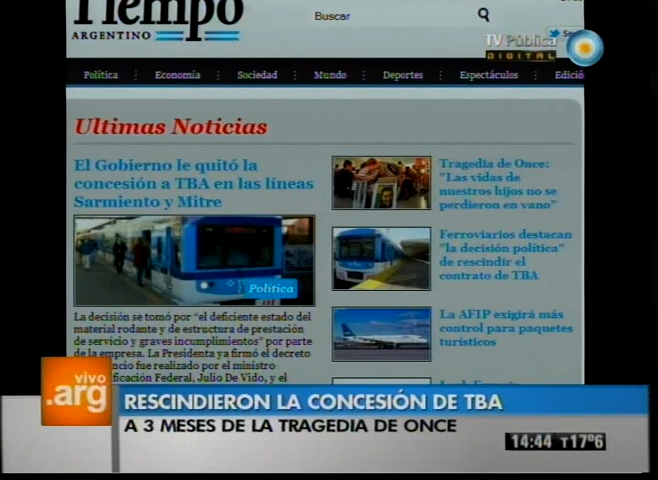 Tiempo
ARGENTINO
Buscar
TV Pública
DIGITAL
Política
Economía
Sociedad
Mundo
Deportes
Espectáculos
Ultimas Noticias
El Gobierno le quitó la
concesión a TBA en las líneas
Sarmiento y Mitre
Política
La decisión se tomó por "el deficiente estado del
material rodante y de estructura de prestación
de servicio y graves incumplimientos" por parte
de la empresa. La Presidenta ya firmó el decreto
realizado por el ministro
Federal, Julio De Vido, y el
Tragedia de Once:
"Las vidas de
nuestros hijos no se
perdieron en vano"
Ferroviarios destacan
"la decisión política"
de rescindir el
contrato de TBA
La AFIP exigirá más
control para paquetes
turísticos
vivo
.arg
RESCINDIERON LA CONCESIÓN DE TBA
A 3 MESES DE LA TRAGEDIA DE ONCE
14:44 T17°6